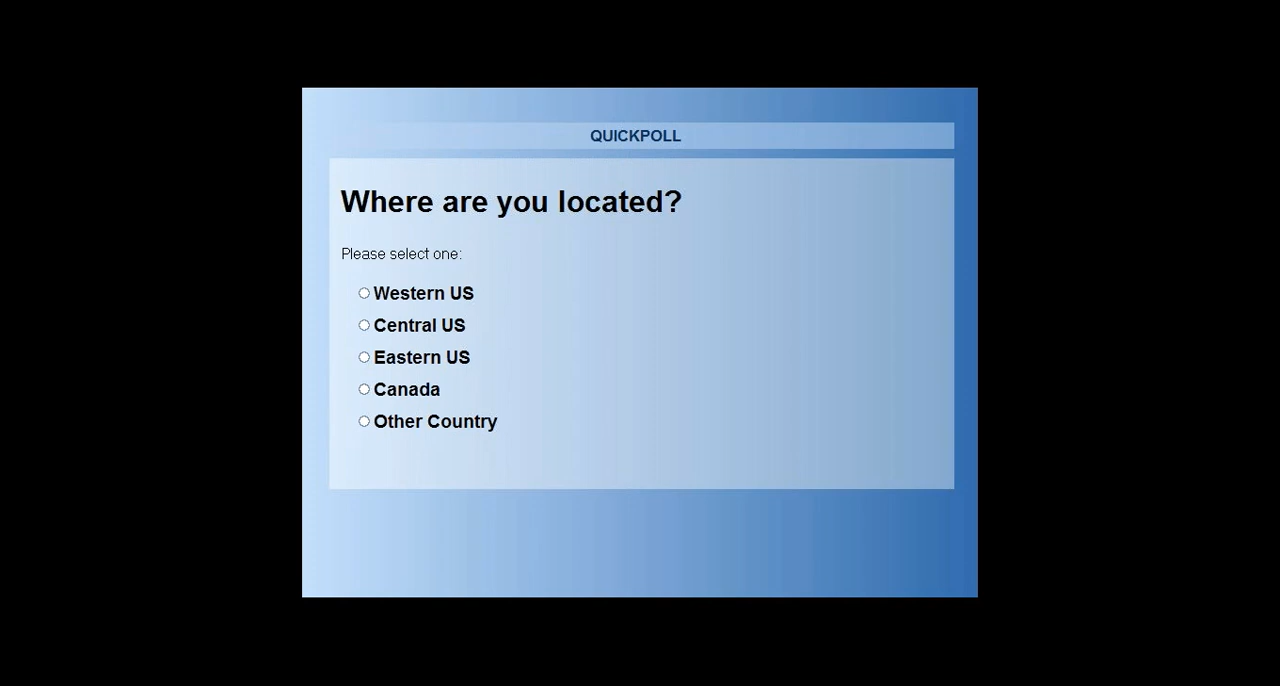 QUICKPOLL
Where are you located?
Please select one:
Western US
Central US
Eastern US
Canada
Other Country